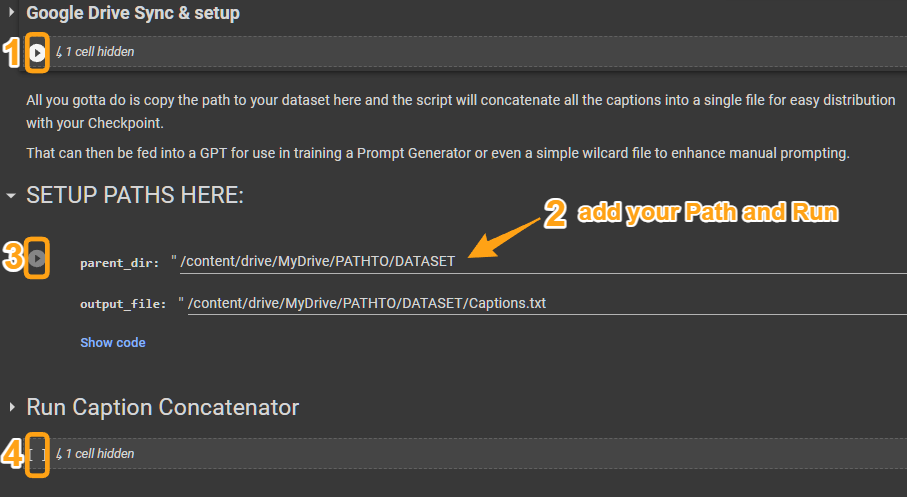 Google Drive Sync & setup
1 ↳ 1 cell hidden
All you gotta do is copy the path to your dataset here and the script will concatenate all the captions into a single file for easy distribution
with your Checkpoint.
That can then be fed into a GPT for use in training a Prompt Generator or even a simple wilcard file to enhance manual prompting.
SETUP PATHS HERE:
2 add your Path and Run
3 parent_dir: "/content/drive/MyDrive/PATHTO/DATASET
output_file: "/content/drive/MyDrive/PATHTO/DATASET/Captions.txt
Show code
Run Caption Concatenator
4 [ ] ↳ 1 cell hidden